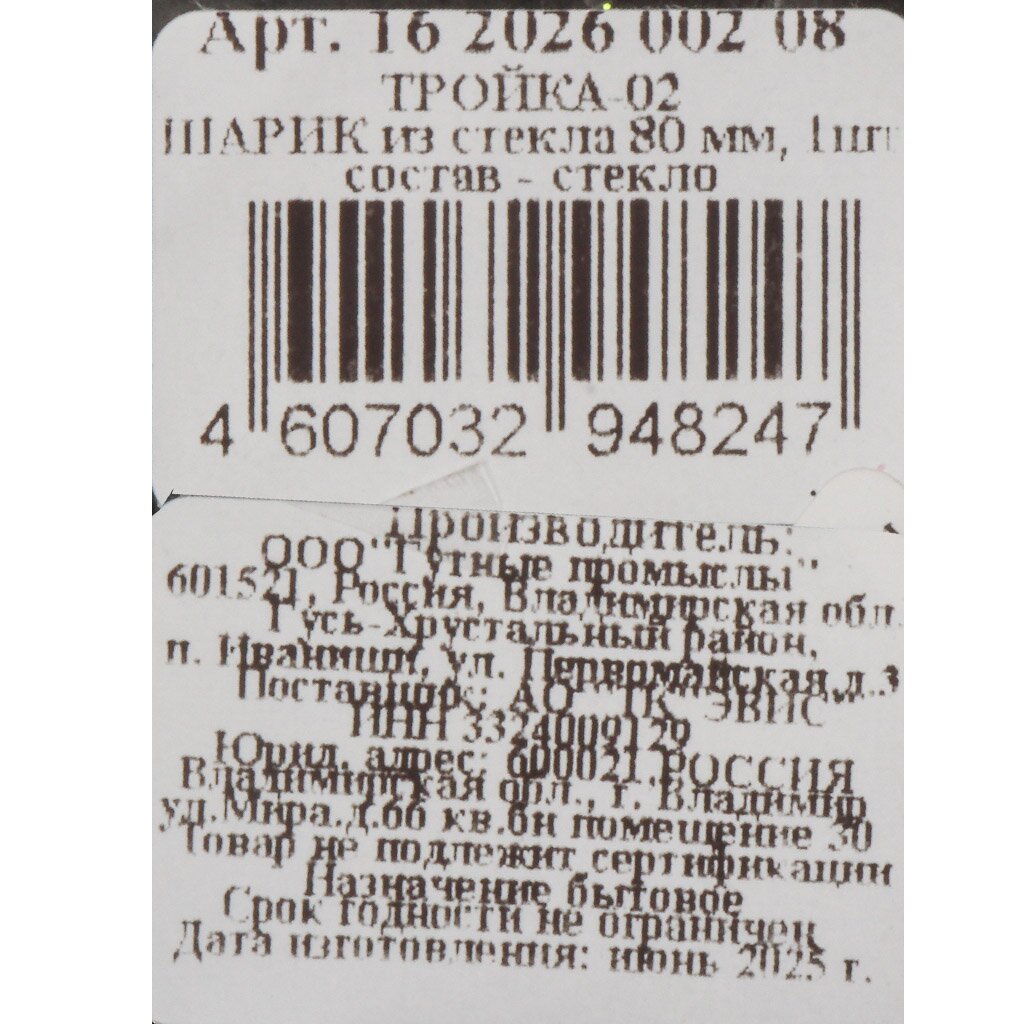 Арт. 16 2026 002 08
ТРОЙКА-02
ШАРИК из стекла 80 мм, 1шт
состав - стекло
4 607032 948247
Производитель:
ООО"Гутные промыслы"
601521, Россия, Владимирская обл.
Гусь-Хрустальный район,
п. Иванищи, ул. Первомайская,д.3
Поставщик: АО "ТК "ЭВИС"
ИНН 3324009129
Юрид. адрес: 600021,РОССИЯ
Владимирская обл., г. Владимир
ул.Мира,д.6б кв.6н помещение 30
Товар не подлежит сертификации
Назначение бытовое
Срок годности не ограничен
Дата изготовления: июнь 2025 г.